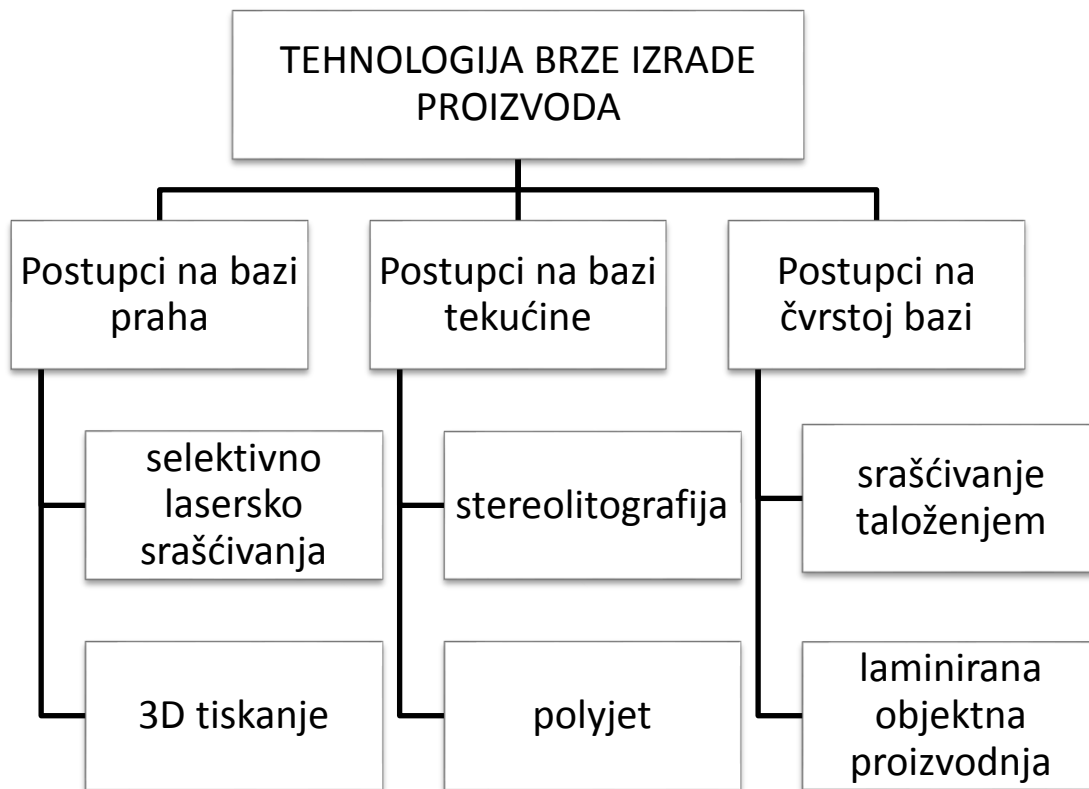 TEHNOLOGIJA BRZE IZRADE
PROIZVODA
Postupci na bazi
praha
Postupci na bazi
tekućine
Postupci na
čvrstoj bazi
selektivno
lasersko
srašćivanja
stereolitografija
srašćivanje
taloženjem
3D tiskanje
polyjet
laminirana
objektna
proizvodnja